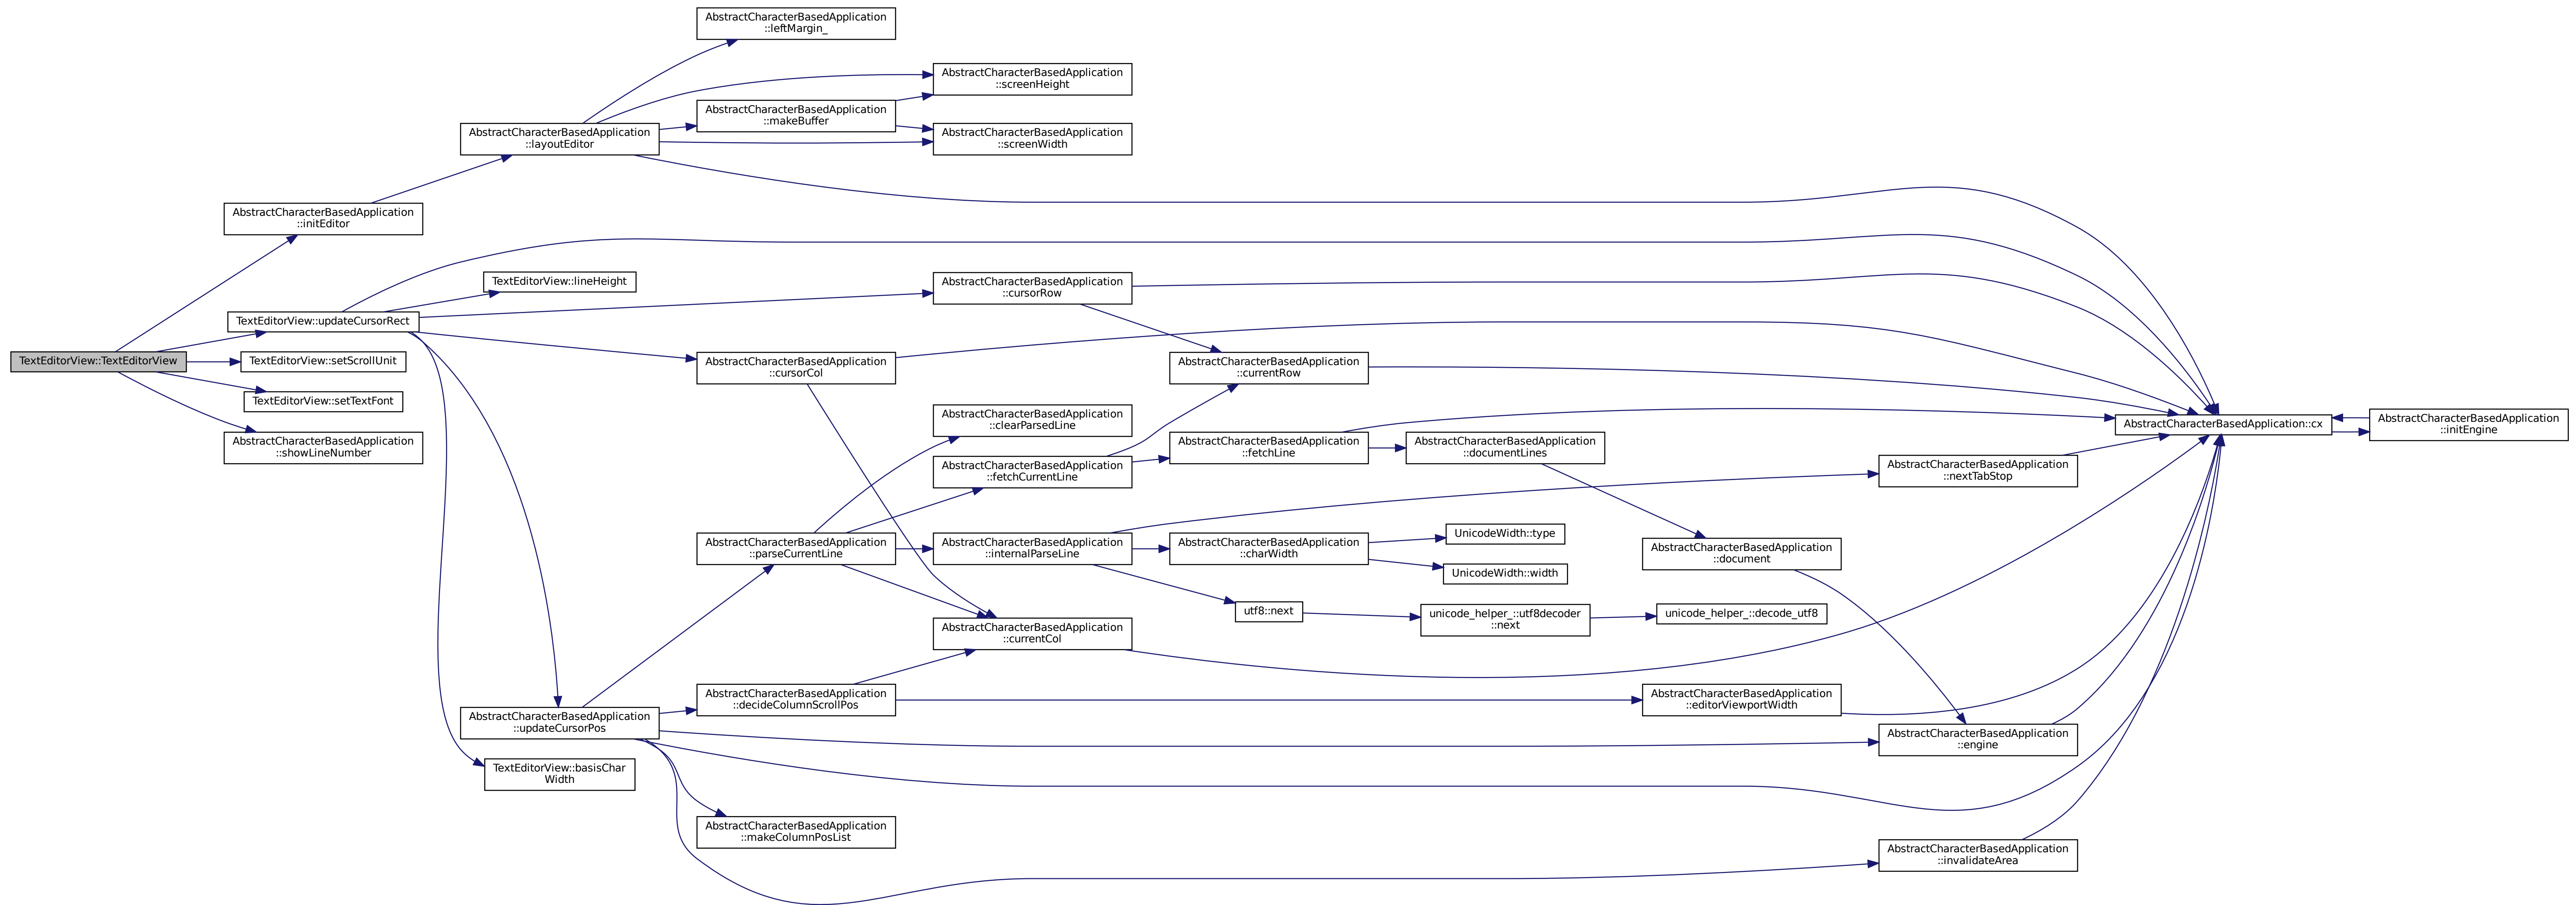 TextEditorView::TextEditorView
AbstractCharacterBasedApplication
::initEditor
TextEditorView::updateCursorRect
TextEditorView::setScrollUnit
TextEditorView::setTextFont
AbstractCharacterBasedApplication
::showLineNumber
AbstractCharacterBasedApplication
::layoutEditor
TextEditorView::lineHeight
AbstractCharacterBasedApplication
::updateCursorPos
TextEditorView::basisChar
Width
AbstractCharacterBasedApplication
::leftMargin_
AbstractCharacterBasedApplication
::makeBuffer
AbstractCharacterBasedApplication
::cursorCol
AbstractCharacterBasedApplication
::parseCurrentLine
AbstractCharacterBasedApplication
::decideColumnScrollPos
AbstractCharacterBasedApplication
::makeColumnPosList
AbstractCharacterBasedApplication
::screenHeight
AbstractCharacterBasedApplication
::screenWidth
AbstractCharacterBasedApplication
::cursorRow
AbstractCharacterBasedApplication
::clearParsedLine
AbstractCharacterBasedApplication
::fetchCurrentLine
AbstractCharacterBasedApplication
::internalParseLine
AbstractCharacterBasedApplication
::currentCol
AbstractCharacterBasedApplication
::currentRow
AbstractCharacterBasedApplication
::fetchLine
AbstractCharacterBasedApplication
::charWidth
utf8::next
AbstractCharacterBasedApplication
::documentLines
UnicodeWidth::type
UnicodeWidth::width
unicode_helper_::utf8decoder
::next
AbstractCharacterBasedApplication
::document
unicode_helper_::decode_utf8
AbstractCharacterBasedApplication
::editorViewportWidth
AbstractCharacterBasedApplication
::nextTabStop
AbstractCharacterBasedApplication
::engine
AbstractCharacterBasedApplication
::invalidateArea
AbstractCharacterBasedApplication::cx
AbstractCharacterBasedApplication
::initEngine